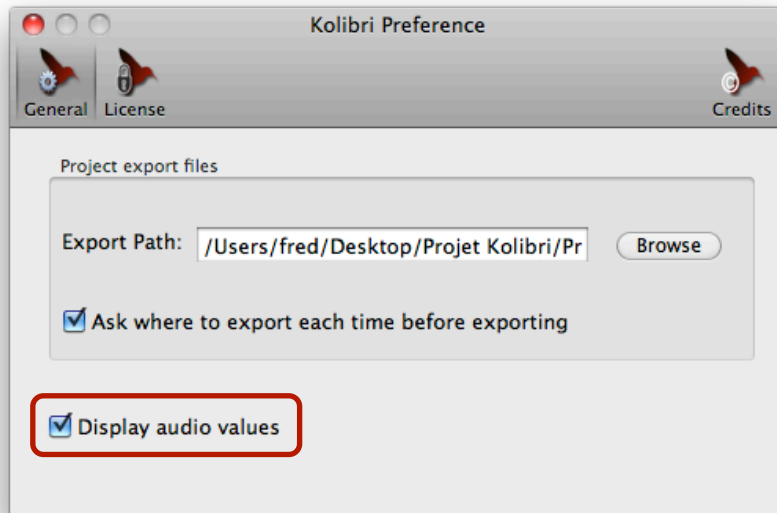 Kolibri Preference
General License Credits
Project export files
Export Path: /Users/fred/Desktop/Projet Kolibri/Pr Browse
Ask where to export each time before exporting
Display audio values